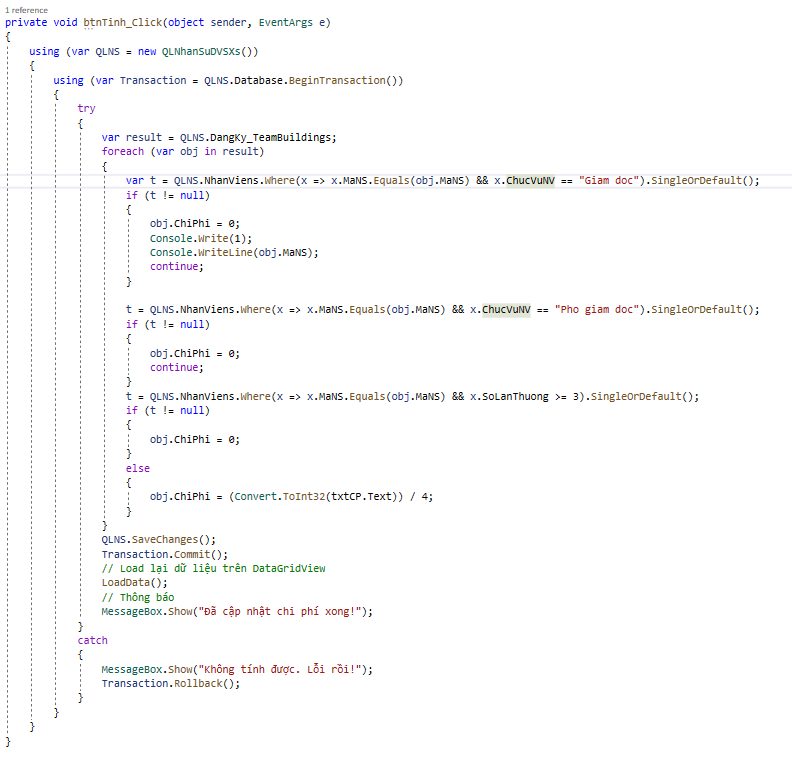 1 reference
private void btnTinh_Click(object sender, EventArgs e)
{
    using (var QLNS = new QLNhanSuDVSXs())
    {
        using (var Transaction = QLNS.Database.BeginTransaction())
        {
            try
            {
                var result = QLNS.DangKy_TeamBuildings;
                foreach (var obj in result)
                {
                    var t = QLNS.NhanViens.Where(x => x.MaNS.Equals(obj.MaNS) && x.ChucVuNV == "Giam doc").SingleOrDefault();
                    if (t != null)
                    {
                        obj.ChiPhi = 0;
                        Console.Write(1);
                        Console.WriteLine(obj.MaNS);
                        continue;
                    }

                    t = QLNS.NhanViens.Where(x => x.MaNS.Equals(obj.MaNS) && x.ChucVuNV == "Pho giam doc").SingleOrDefault();
                    if (t != null)
                    {
                        obj.ChiPhi = 0;
                        continue;
                    }
                    t = QLNS.NhanViens.Where(x => x.MaNS.Equals(obj.MaNS) && x.SoLanThuong >= 3).SingleOrDefault();
                    if (t != null)
                    {
                        obj.ChiPhi = 0;
                    }
                    else
                    {
                        obj.ChiPhi = (Convert.ToInt32(txtCP.Text)) / 4;
                    }
                }
                QLNS.SaveChanges();
                Transaction.Commit();
                // Load lại dữ liệu trên DataGridView
                LoadData();
                // Thông báo
                MessageBox.Show("Đã cập nhật chi phí xong!");
            }
            catch
            {
                MessageBox.Show("Không tính được. Lỗi rồi!");
                Transaction.Rollback();
            }
        }
    }
}